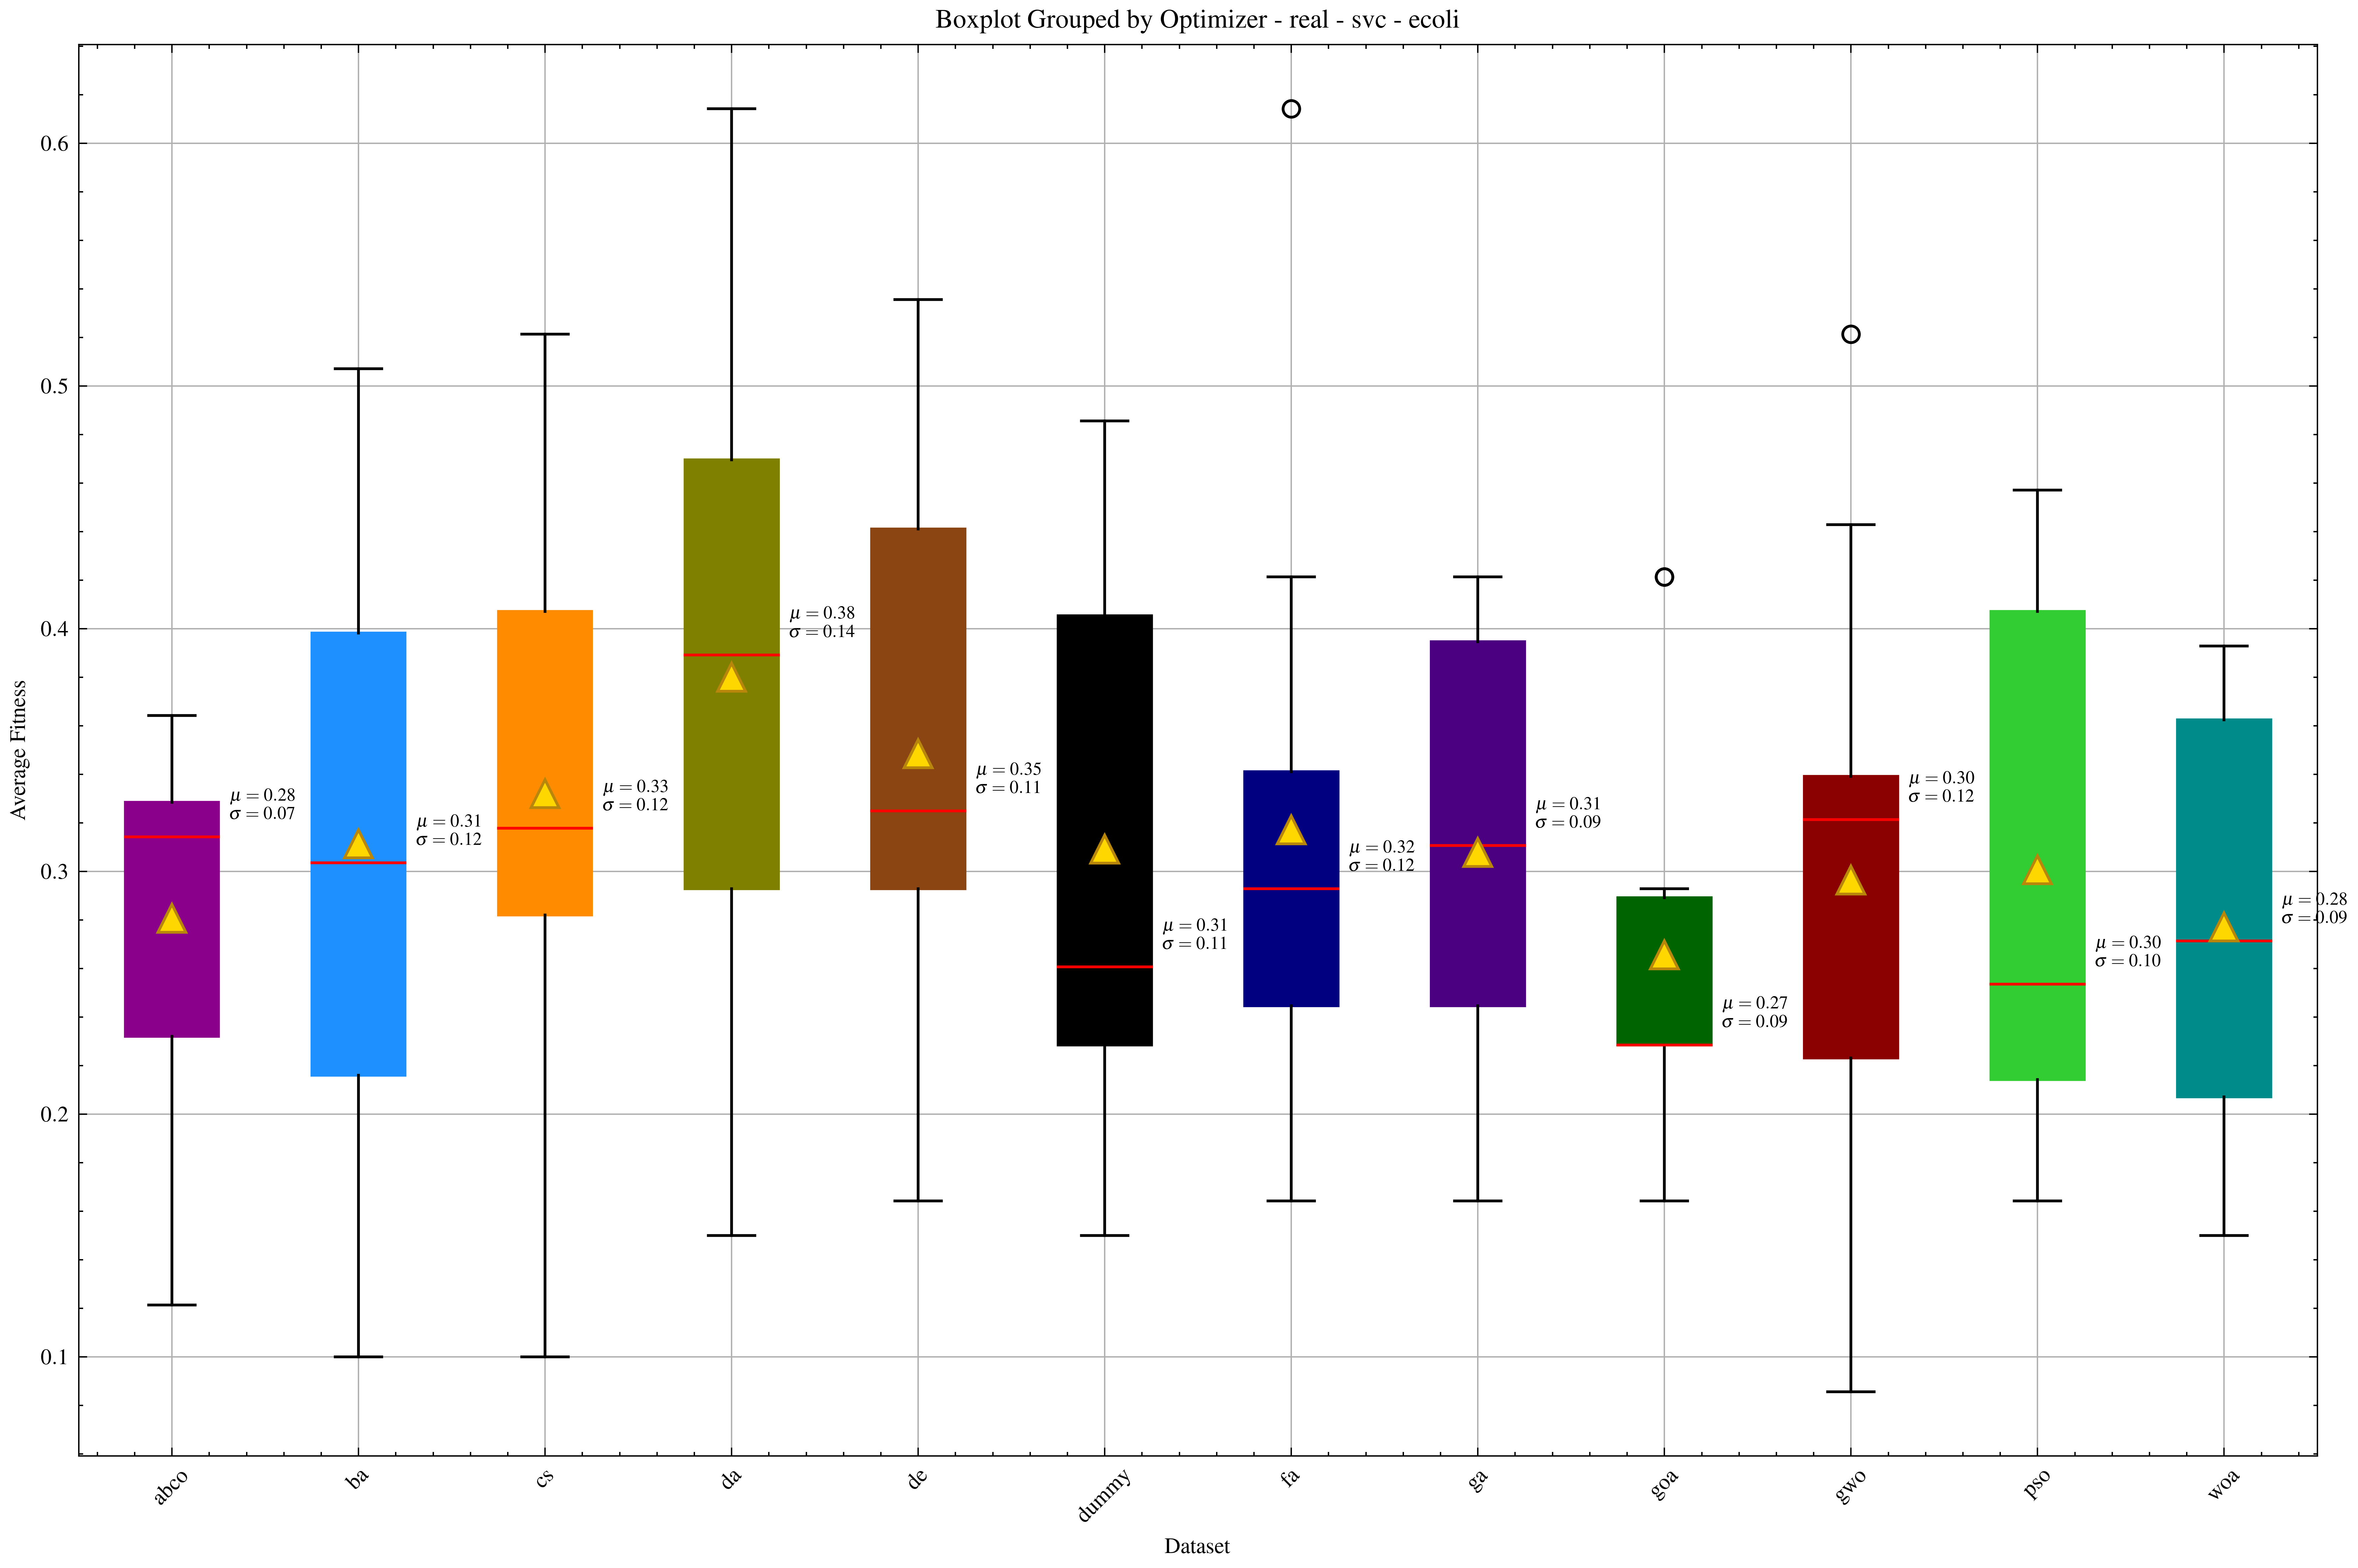 Boxplot Grouped by Optimizer - real - svc - ecoli
Average Fitness
0.6
0.5
0.4
0.3
0.2
0.1
μ = 0.28
σ = 0.07
μ = 0.31
σ = 0.12
μ = 0.33
σ = 0.12
μ = 0.38
σ = 0.14
μ = 0.35
σ = 0.11
μ = 0.31
σ = 0.11
μ = 0.32
σ = 0.12
μ = 0.31
σ = 0.09
μ = 0.27
σ = 0.09
μ = 0.30
σ = 0.12
μ = 0.30
σ = 0.10
μ = 0.28
σ = 0.09
abco
ba
cs
da
de
dummy
fa
ga
goa
gwo
pso
woa
Dataset